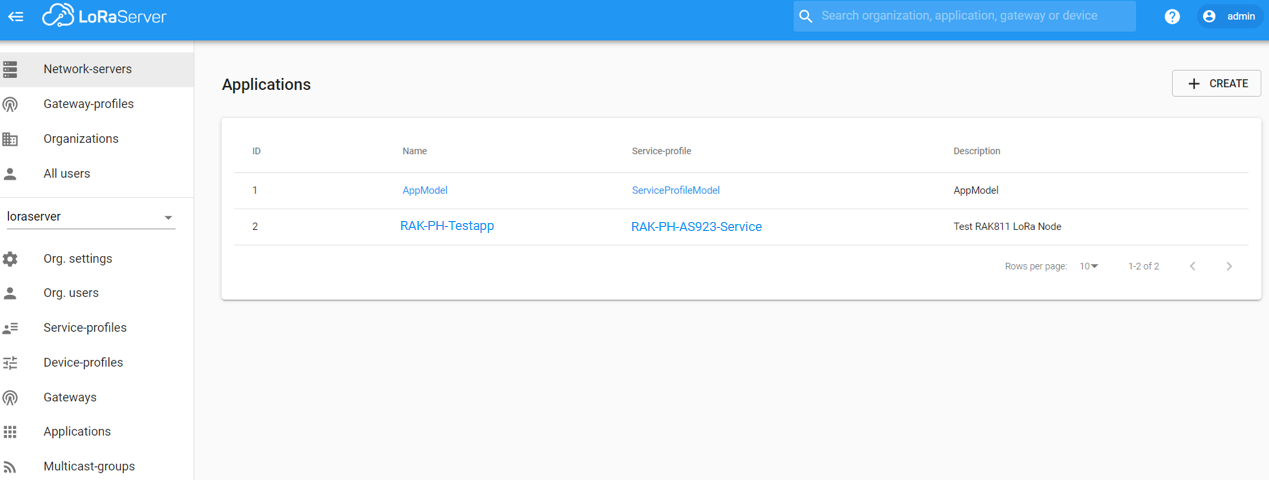 LoRaServer
Search organization, application, gateway or device
admin
Network-servers
Gateway-profiles
Organizations
All users
loraserver
Org. settings
Org. users
Service-profiles
Device-profiles
Gateways
Applications
Multicast-groups
Applications
CREATE
ID Name Service-profile Description
1 AppModel ServiceProfileModel AppModel
2 RAK-PH-Testapp RAK-PH-AS923-Service Test RAK811 LoRa Node
Rows per page: 10 1-2 of 2